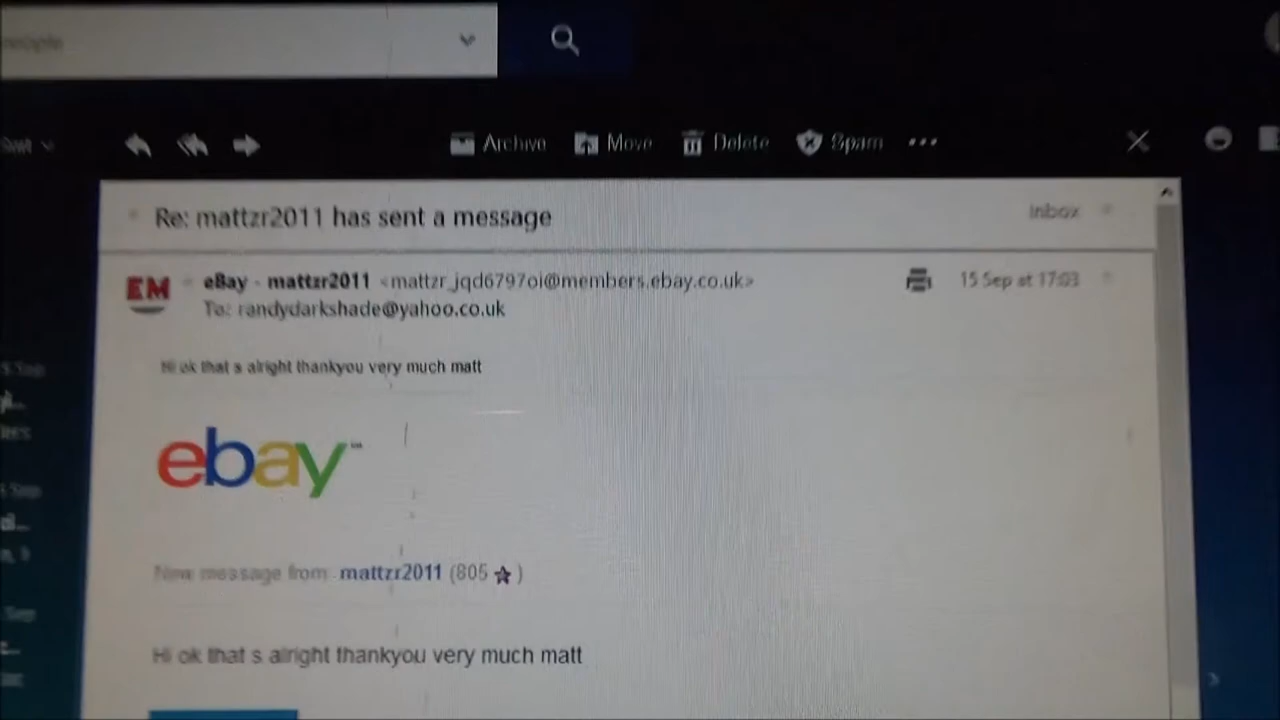 people
Archive Move Delete Spam
Re: mattzr2011 has sent a message
Inbox
EM
eBay - mattzr2011 <mattzr_jqd6797oi@members.ebay.co.uk>
15 Sep at 17:03
To: randydarkshade@yahoo.co.uk
Hi ok that s alright thankyou very much matt
ebay™
New message from mattzr2011 (805 )
Hi ok that s alright thankyou very much matt